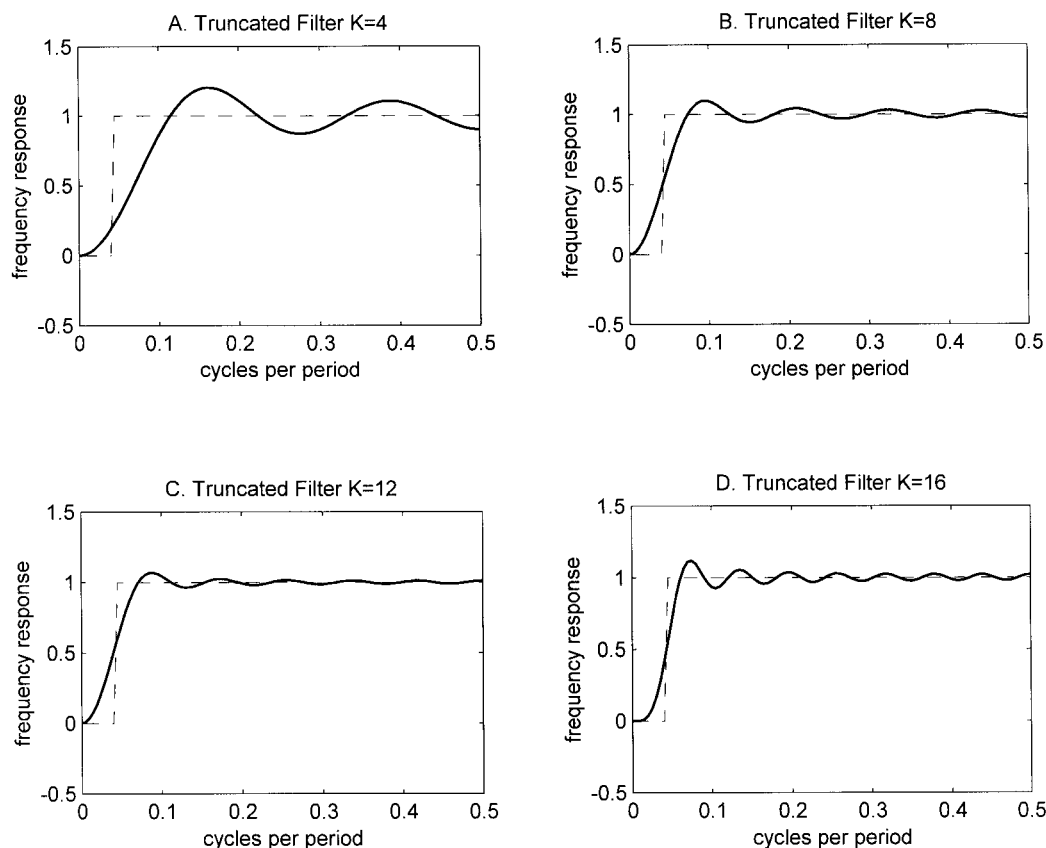 A. Truncated Filter K=4
1.5
1
0.5
0
-0.5
frequency response
0 0.1 0.2 0.3 0.4 0.5
cycles per period
B. Truncated Filter K=8
1.5
1
0.5
0
-0.5
frequency response
0 0.1 0.2 0.3 0.4 0.5
cycles per period
C. Truncated Filter K=12
1.5
1
0.5
0
-0.5
frequency response
0 0.1 0.2 0.3 0.4 0.5
cycles per period
D. Truncated Filter K=16
1.5
1
0.5
0
-0.5
frequency response
0 0.1 0.2 0.3 0.4 0.5
cycles per period